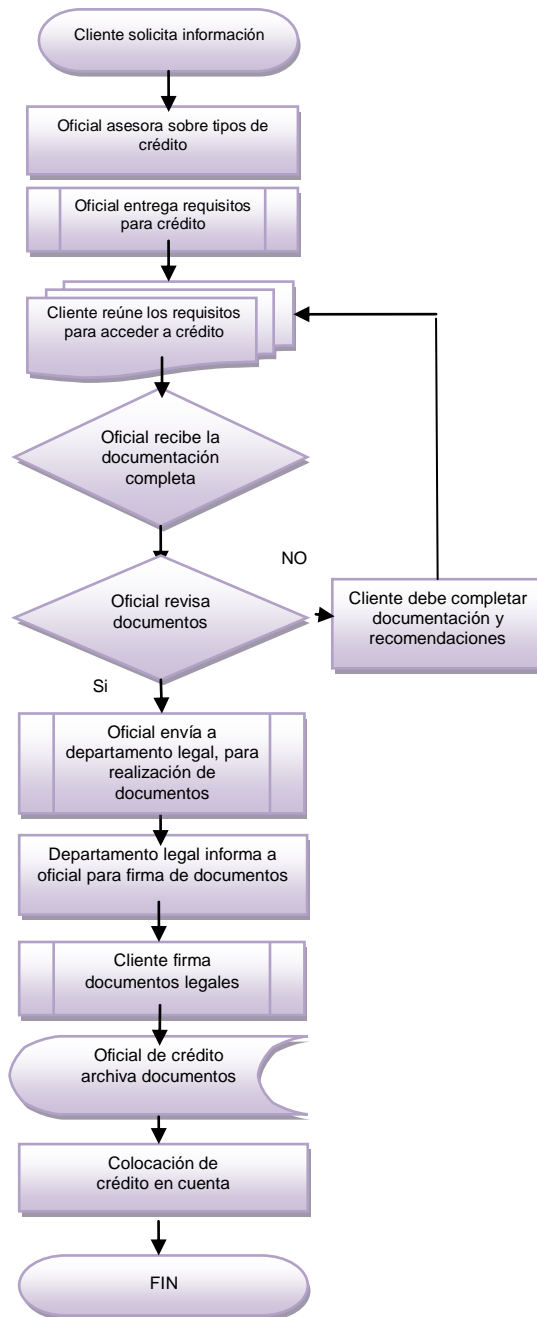 Cliente solicita información
Oficial asesora sobre tipos de
crédito
Oficial entrega requisitos
para crédito
Cliente reúne los requisitos
para acceder a crédito
Oficial recibe la
documentación
completa
NO
Oficial revisa
documentos
Cliente debe completar
documentación y
recomendaciones
Si
Oficial envía a
departamento legal, para
realización de
documentos
Departamento legal informa a
oficial para firma de documentos
Cliente firma
documentos legales
Oficial de crédito
archiva documentos
Colocación de
crédito en cuenta
FIN